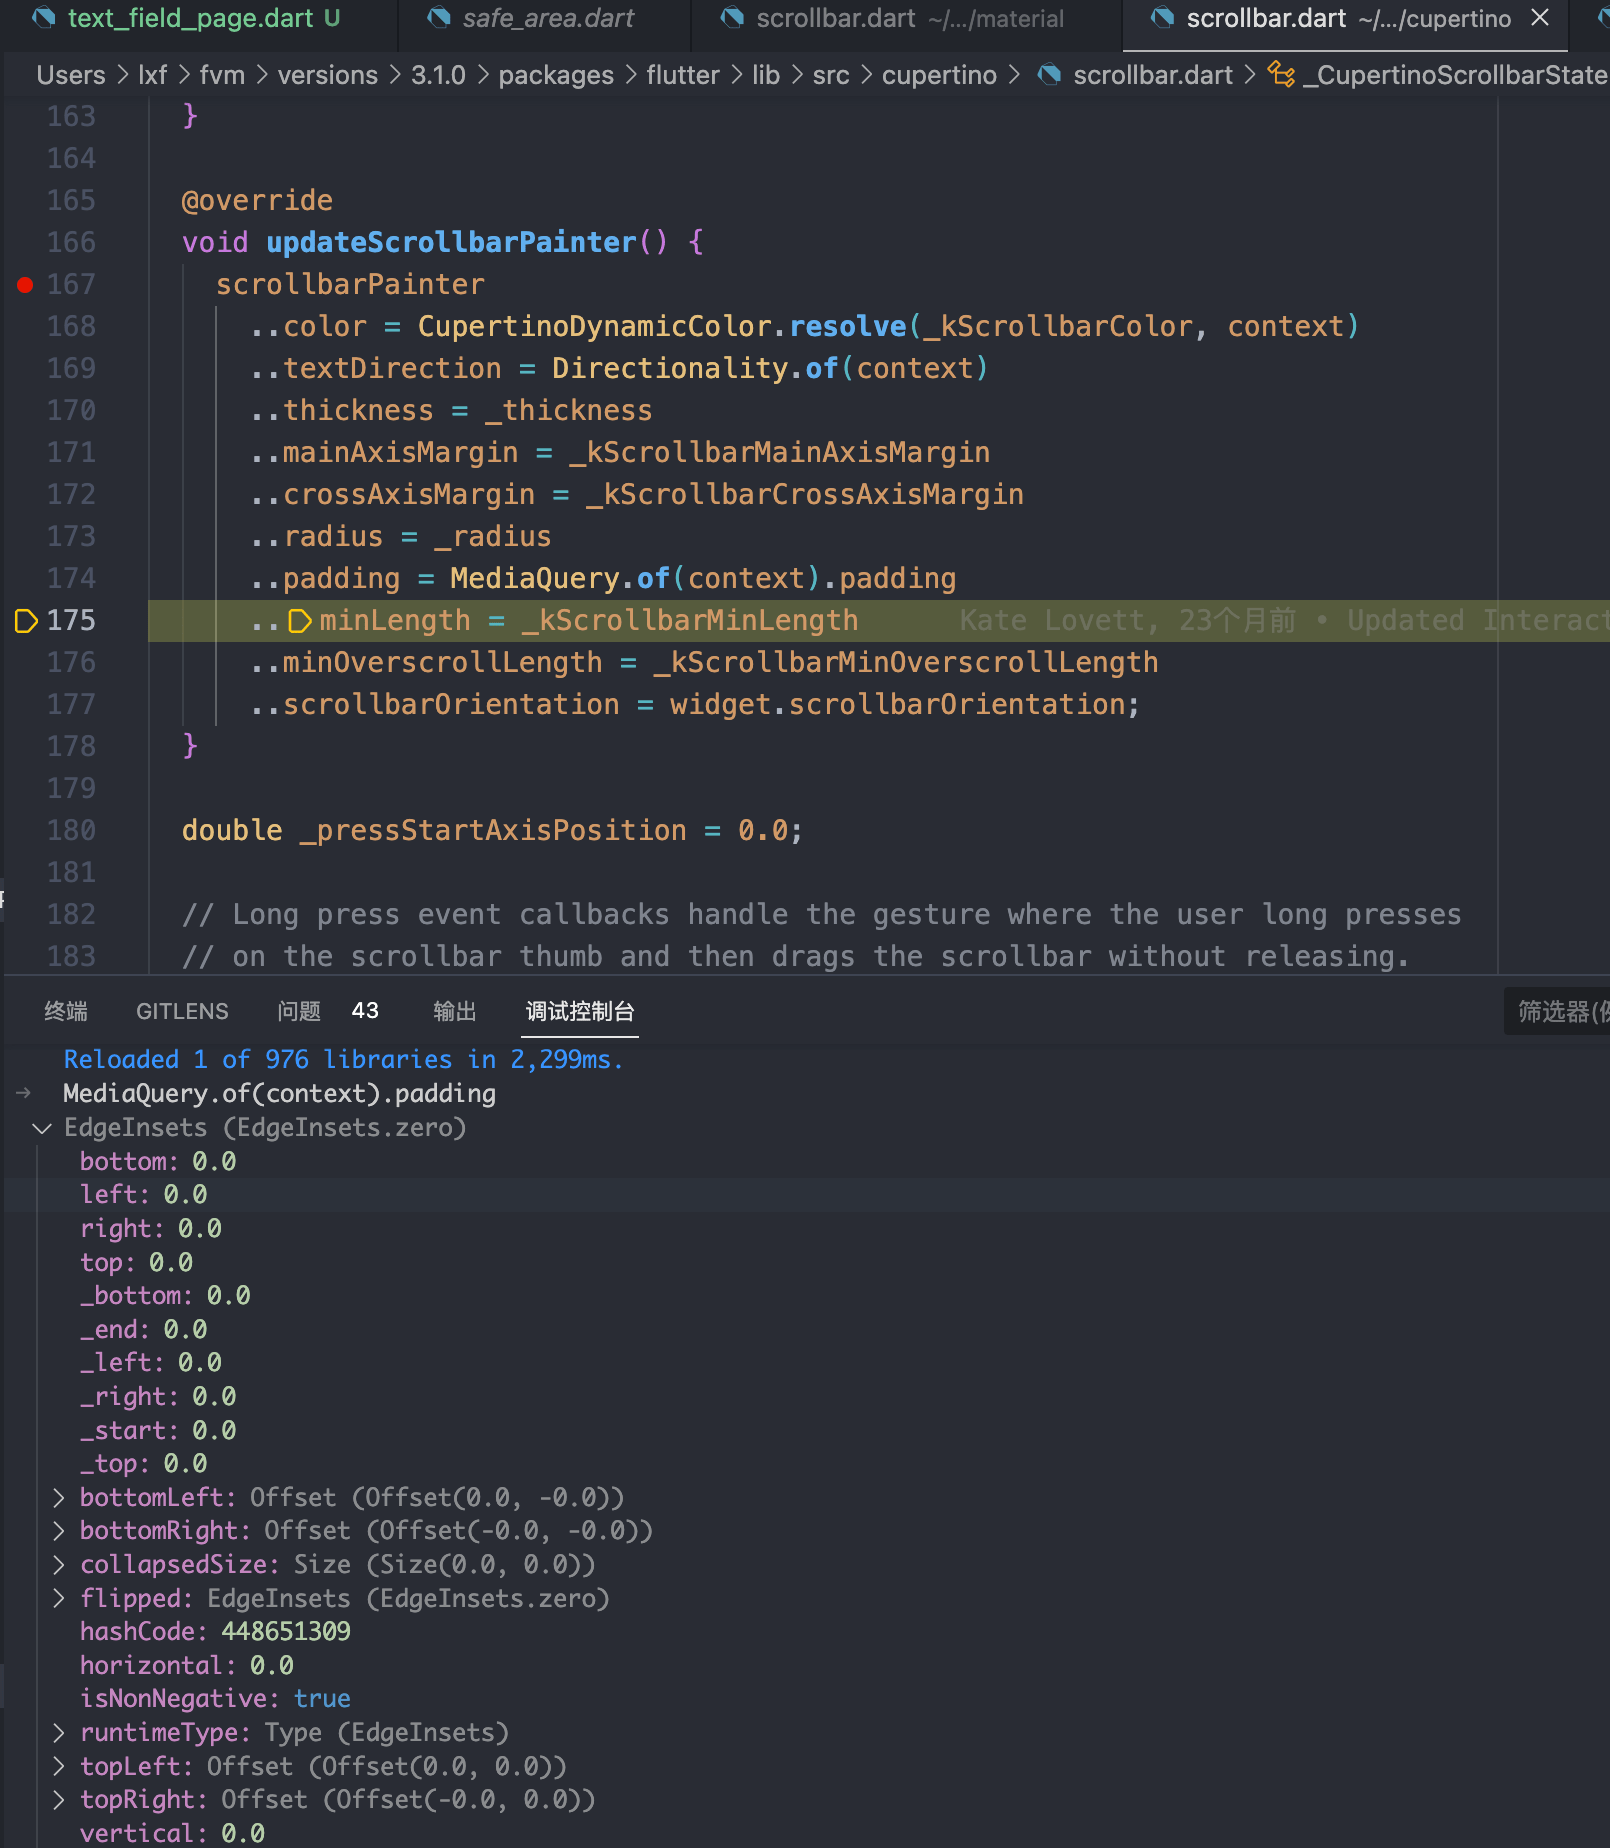 text_field_page.dart U safe_area.dart scrollbar.dart ~/.../material scrollbar.dart ~/.../cupertino
Users > lxf > fvm > versions > 3.1.0 > packages > flutter > lib > src > cupertino > scrollbar.dart > _CupertinoScrollbarState
163 }
164
165 @override
166 void updateScrollbarPainter() {
167 scrollbarPainter
168 ..color = CupertinoDynamicColor.resolve(_kScrollbarColor, context)
169 ..textDirection = Directionality.of(context)
170 ..thickness = _thickness
171 ..mainAxisMargin = _kScrollbarMainAxisMargin
172 ..crossAxisMargin = _kScrollbarCrossAxisMargin
173 ..radius = _radius
174 ..padding = MediaQuery.of(context).padding
175 ..minLength = _kScrollbarMinLength Kate Lovett, 23个月前 • Updated Interact
176 ..minOverscrollLength = _kScrollbarMinOverscrollLength
177 ..scrollbarOrientation = widget.scrollbarOrientation;
178 }
179
180 double _pressStartAxisPosition = 0.0;
181
182 // Long press event callbacks handle the gesture where the user long presses
183 // on the scrollbar thumb and then drags the scrollbar without releasing.
终端 GITLENS 问题 43 输出 调试控制台 筛选器(
Reloaded 1 of 976 libraries in 2,299ms.
→ MediaQuery.of(context).padding
EdgeInsets (EdgeInsets.zero)
bottom: 0.0
left: 0.0
right: 0.0
top: 0.0
_bottom: 0.0
_end: 0.0
_left: 0.0
_right: 0.0
_start: 0.0
_top: 0.0
> bottomLeft: Offset (Offset(0.0, -0.0))
> bottomRight: Offset (Offset(-0.0, -0.0))
> collapsedSize: Size (Size(0.0, 0.0))
> flipped: EdgeInsets (EdgeInsets.zero)
hashCode: 448651309
horizontal: 0.0
isNonNegative: true
> runtimeType: Type (EdgeInsets)
> topLeft: Offset (Offset(0.0, 0.0))
> topRight: Offset (Offset(-0.0, 0.0))
vertical: 0.0